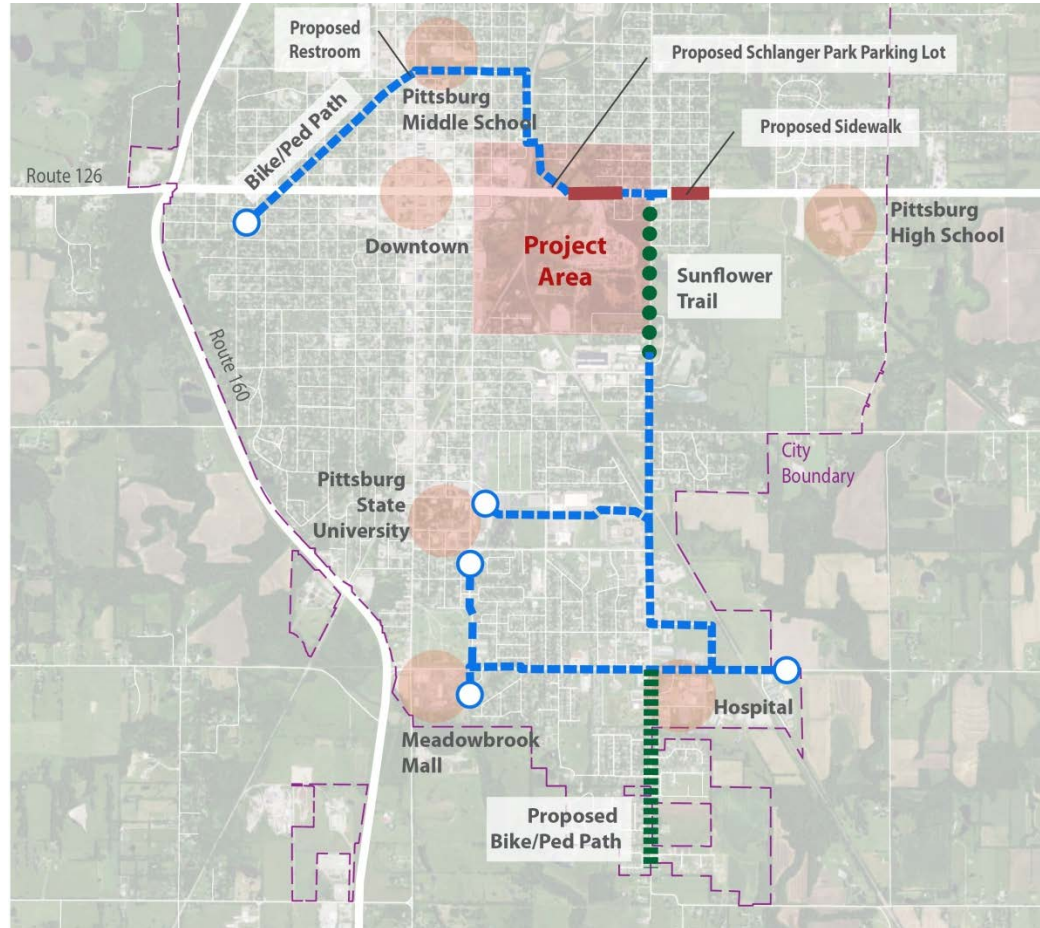 Proposed
Restroom
Proposed Schlanger Park Parking Lot
Bike/Ped Path
Pittsburg
Middle School
Proposed Sidewalk
Route 126
Downtown
Project
Area
Pittsburg
High School
Sunflower
Trail
Route 160
City
Boundary
Pittsburg
State
University
Hospital
Meadowbrook
Mall
Proposed
Bike/Ped Path